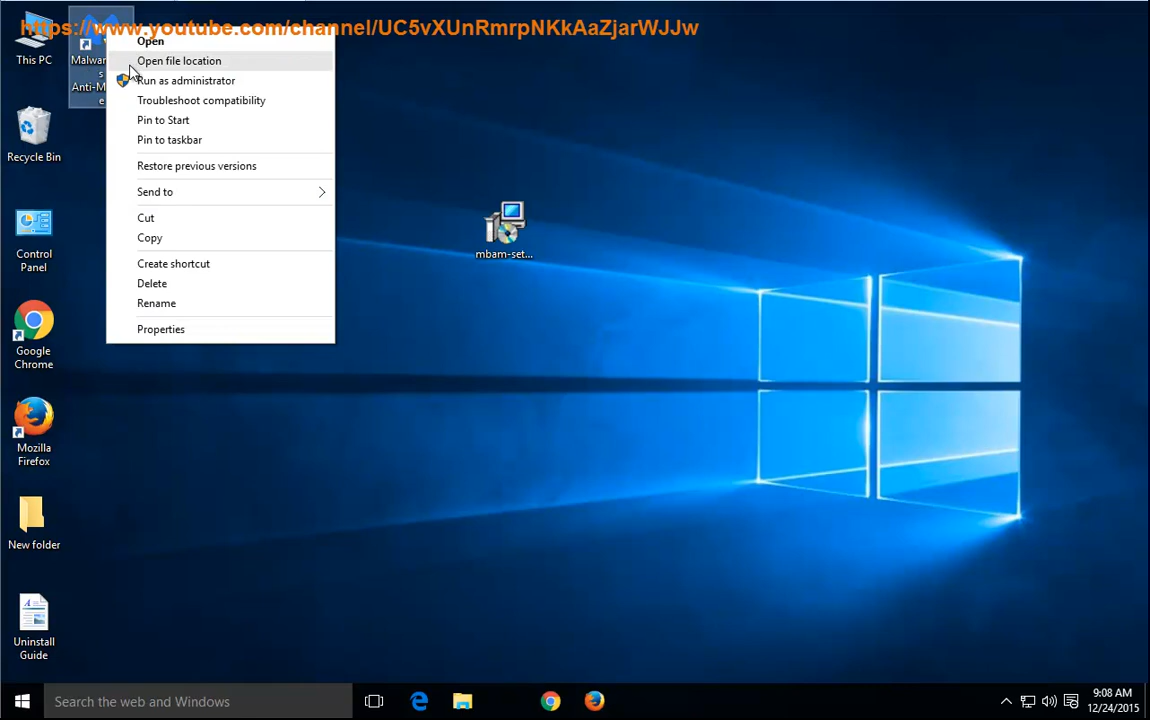 https://www.youtube.com/channel/UC5vXUnRmrpNKkAaZjarWJJw
This PC
Malwar
s
Anti-M
e
Open
Open file location
Run as administrator
Troubleshoot compatibility
Pin to Start
Pin to taskbar
Restore previous versions
Send to
Cut
Copy
Create shortcut
Delete
Rename
Properties
Recycle Bin
Control
Panel
Google
Chrome
Mozilla
Firefox
New folder
Uninstall
Guide
mbam-set...
Search the web and Windows
9:08 AM
12/24/2015